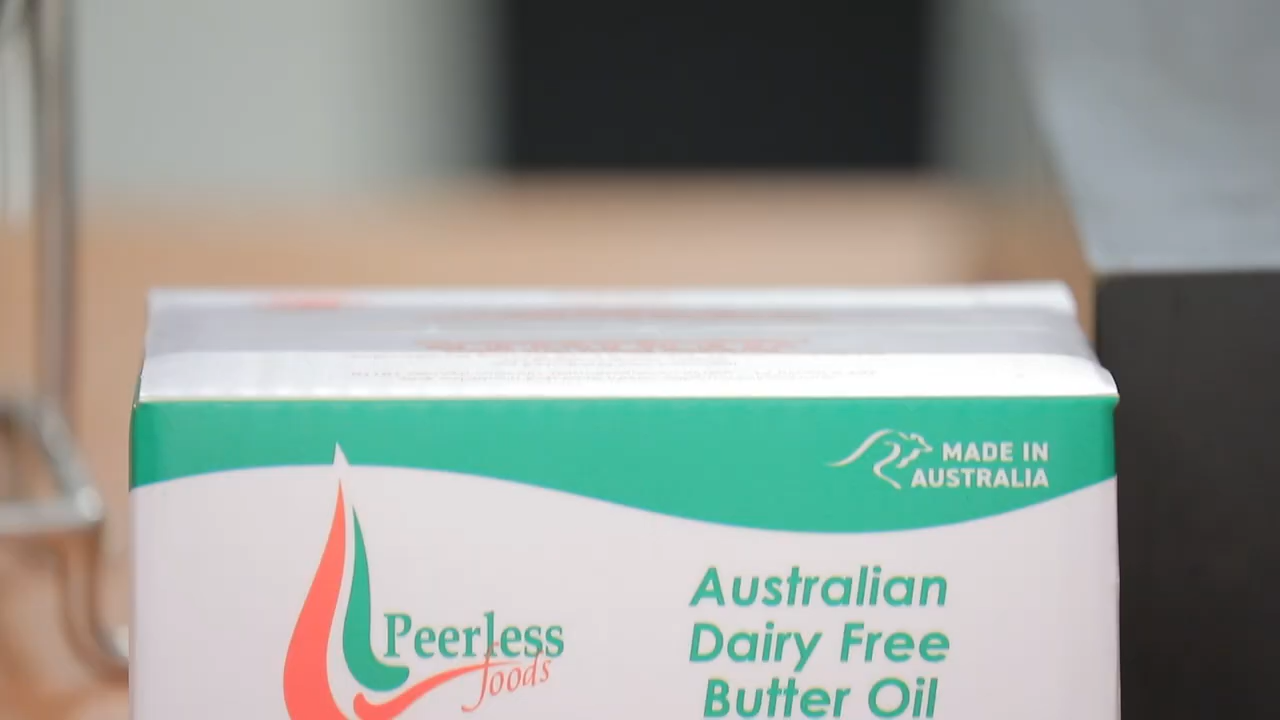 MADE IN
AUSTRALIA
Peerless
foods
Australian
Dairy Free
Butter Oil